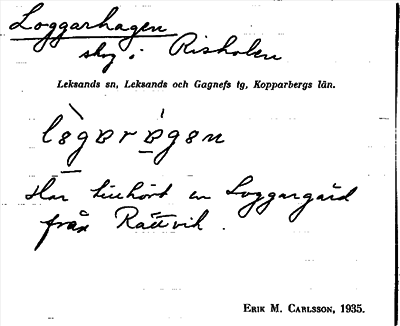 Loggarhagen
skog i Risholen
Leksands sn, Leksands och Gagnefs tg, Kopparbergs län.
lògərágən
Har tillhört en Loggargård
från Rättvik.
ERIK M. CARLSSON, 1935.